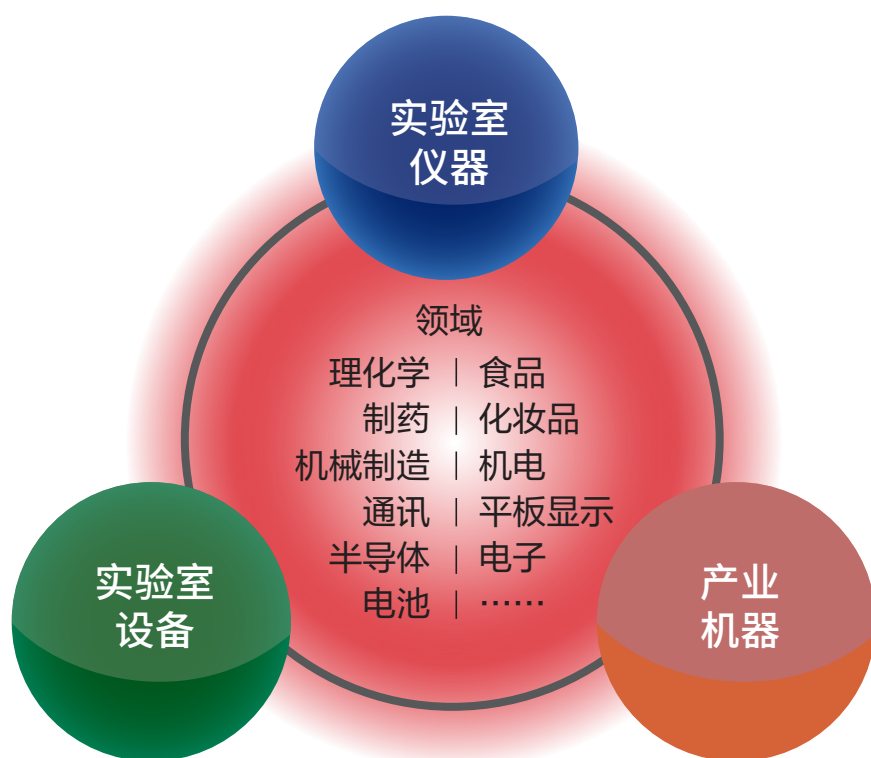 实验室
仪器
领域
理化学 | 食品
制药 | 化妆品
机械制造 | 机电
通讯 | 平板显示
半导体 | 电子
电池 | ……
实验室
设备
产业
机器